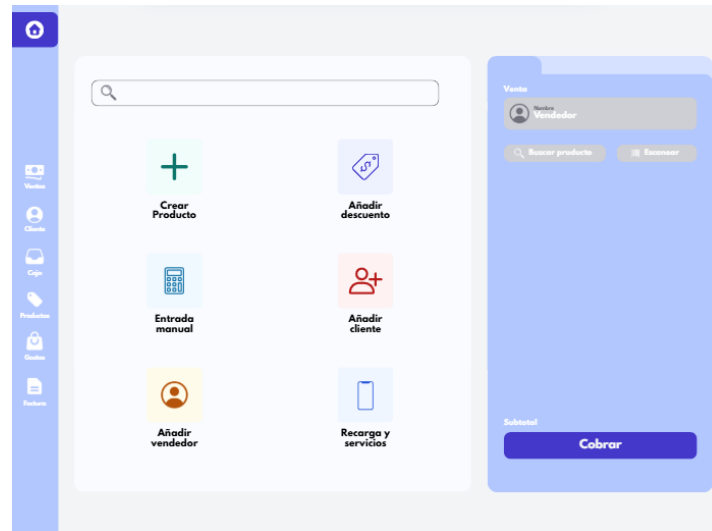 Ventas
Cliente
Caja
Productos
Gastos
Factura
Crear
Producto
Añadir
descuento
Entrada
manual
Añadir
cliente
Añadir
vendedor
Recarga y
servicios
Venta
Nombre
Vendedor
Buscar producto
Escanear
Subtotal
Cobrar